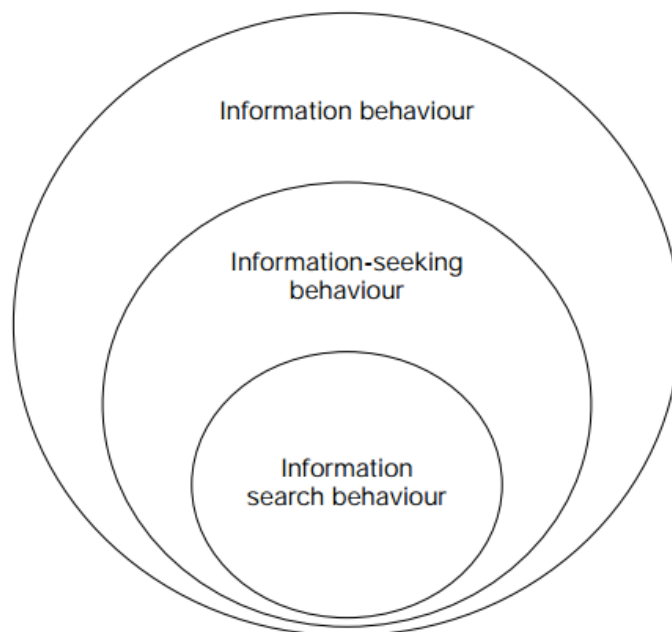 Information behaviour
Information-seeking
behaviour
Information
search behaviour